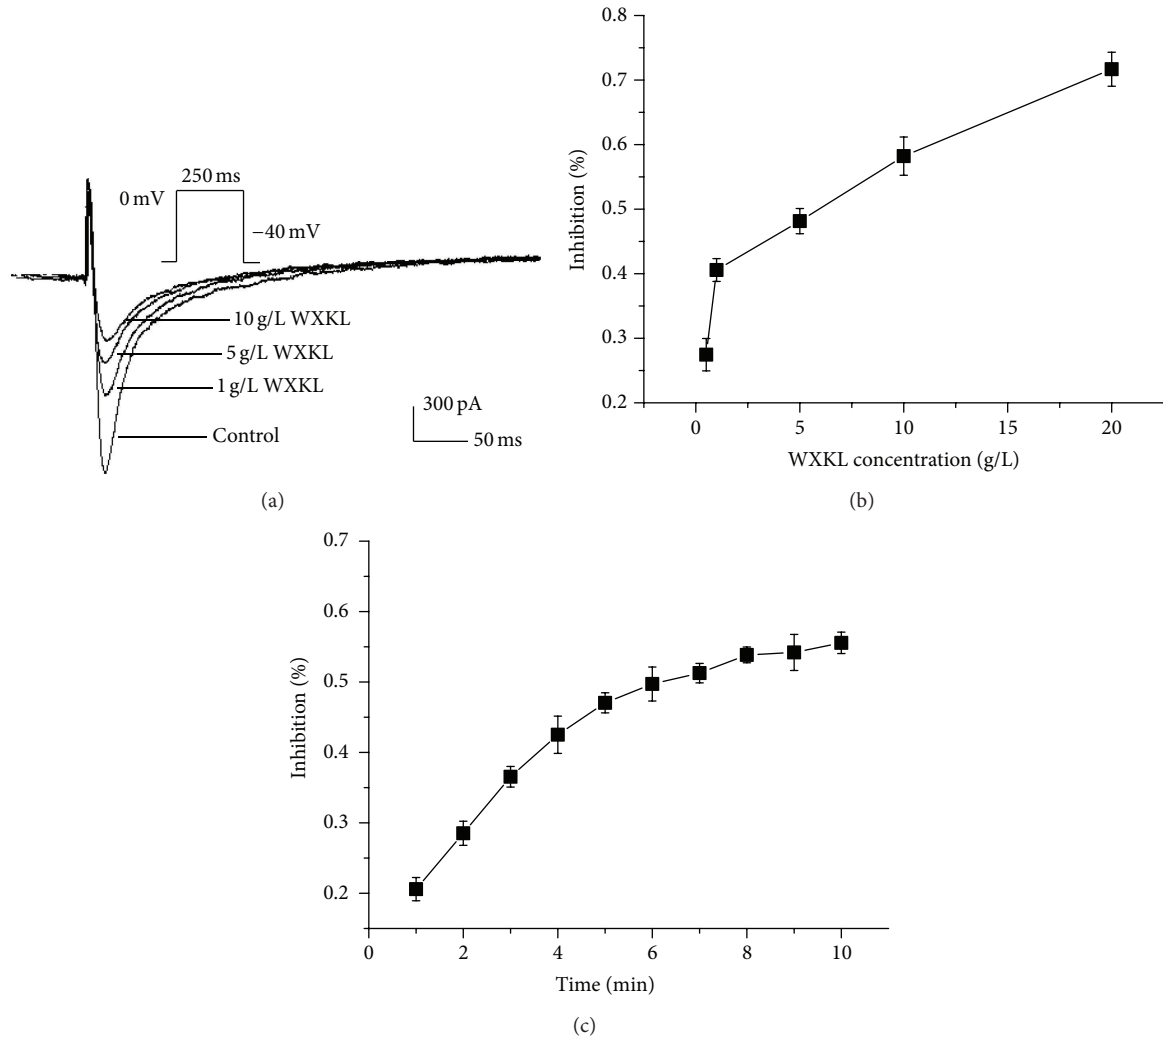 250 ms
0 mV
−40 mV
10 g/L WXKL
5 g/L WXKL
1 g/L WXKL
Control
300 pA
50 ms
(a)
0.8
0.7
0.6
0.5
0.4
0.3
0.2
Inhibition (%)
0 5 10 15 20
WXKL concentration (g/L)
(b)
0.7
0.6
0.5
0.4
0.3
0.2
Inhibition (%)
0 2 4 6 8 10
Time (min)
(c)